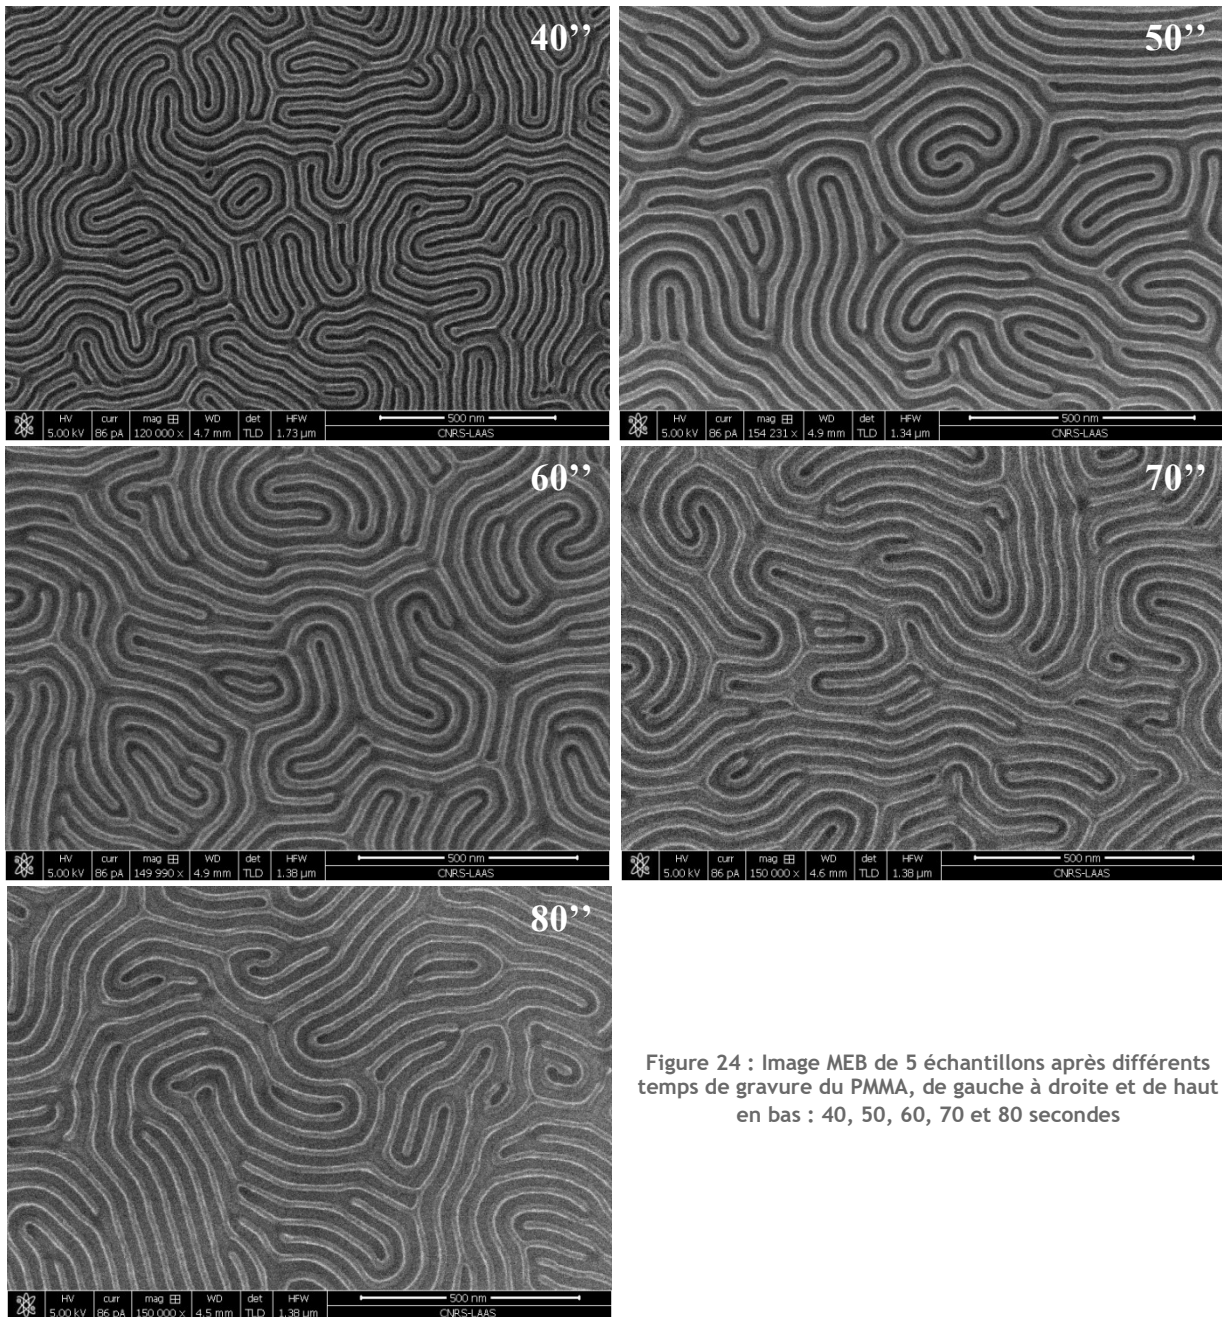 40’’
HV curr mag WD det HFW 500 nm
5.00 kV 86 pA 120 000 x 4.7 mm TLD 1.73 µm CNRS-LAAS
50’’
HV curr mag WD det HFW 500 nm
5.00 kV 86 pA 154 231 x 4.9 mm TLD 1.34 µm CNRS-LAAS
60’’
HV curr mag WD det HFW 500 nm
5.00 kV 86 pA 149 990 x 4.9 mm TLD 1.38 µm CNRS-LAAS
70’’
HV curr mag WD det HFW 500 nm
5.00 kV 86 pA 150 000 x 4.6 mm TLD 1.38 µm CNRS-LAAS
80’’
HV curr mag WD det HFW 500 nm
5.00 kV 86 pA 150 000 x 4.5 mm TLD 1.38 µm CNRS-LAAS
Figure 24 : Image MEB de 5 échantillons après différents
temps de gravure du PMMA, de gauche à droite et de haut
en bas : 40, 50, 60, 70 et 80 secondes